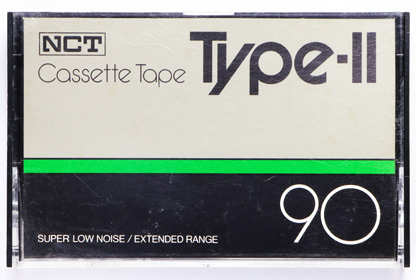 NCT
Cassette Tape Type-II
90
SUPER LOW NOISE / EXTENDED RANGE